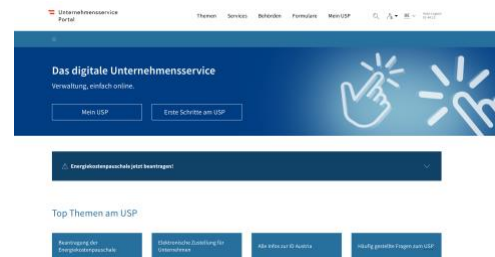 Unternehmensservice
Portal
Themen Services Behörden Formulare Mein USP
Das digitale Unternehmensservice
Verwaltung, einfach online.
Mein USP Erste Schritte am USP
Energiekostenpauschale jetzt beantragen!
Top Themen am USP
Beantragung der Energiekostenpauschale
Elektronische Zustellung für Unternehmen
Alle Infos zur ID Austria
Häufig gestellte Fragen zum USP